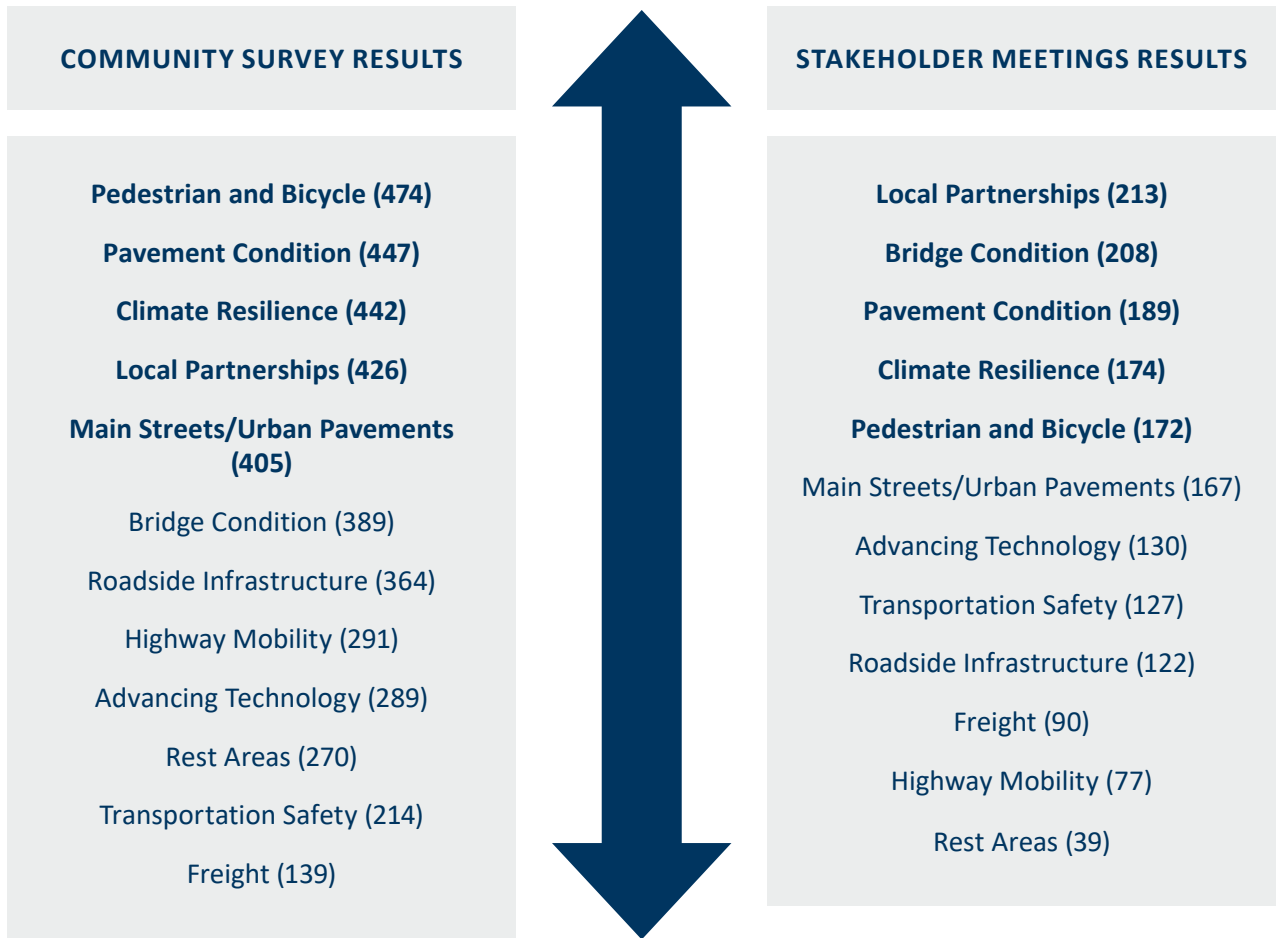 COMMUNITY SURVEY RESULTS
Pedestrian and Bicycle (474)
Pavement Condition (447)
Climate Resilience (442)
Local Partnerships (426)
Main Streets/Urban Pavements
(405)
Bridge Condition (389)
Roadside Infrastructure (364)
Highway Mobility (291)
Advancing Technology (289)
Rest Areas (270)
Transportation Safety (214)
Freight (139)
STAKEHOLDER MEETINGS RESULTS
Local Partnerships (213)
Bridge Condition (208)
Pavement Condition (189)
Climate Resilience (174)
Pedestrian and Bicycle (172)
Main Streets/Urban Pavements (167)
Advancing Technology (130)
Transportation Safety (127)
Roadside Infrastructure (122)
Freight (90)
Highway Mobility (77)
Rest Areas (39)